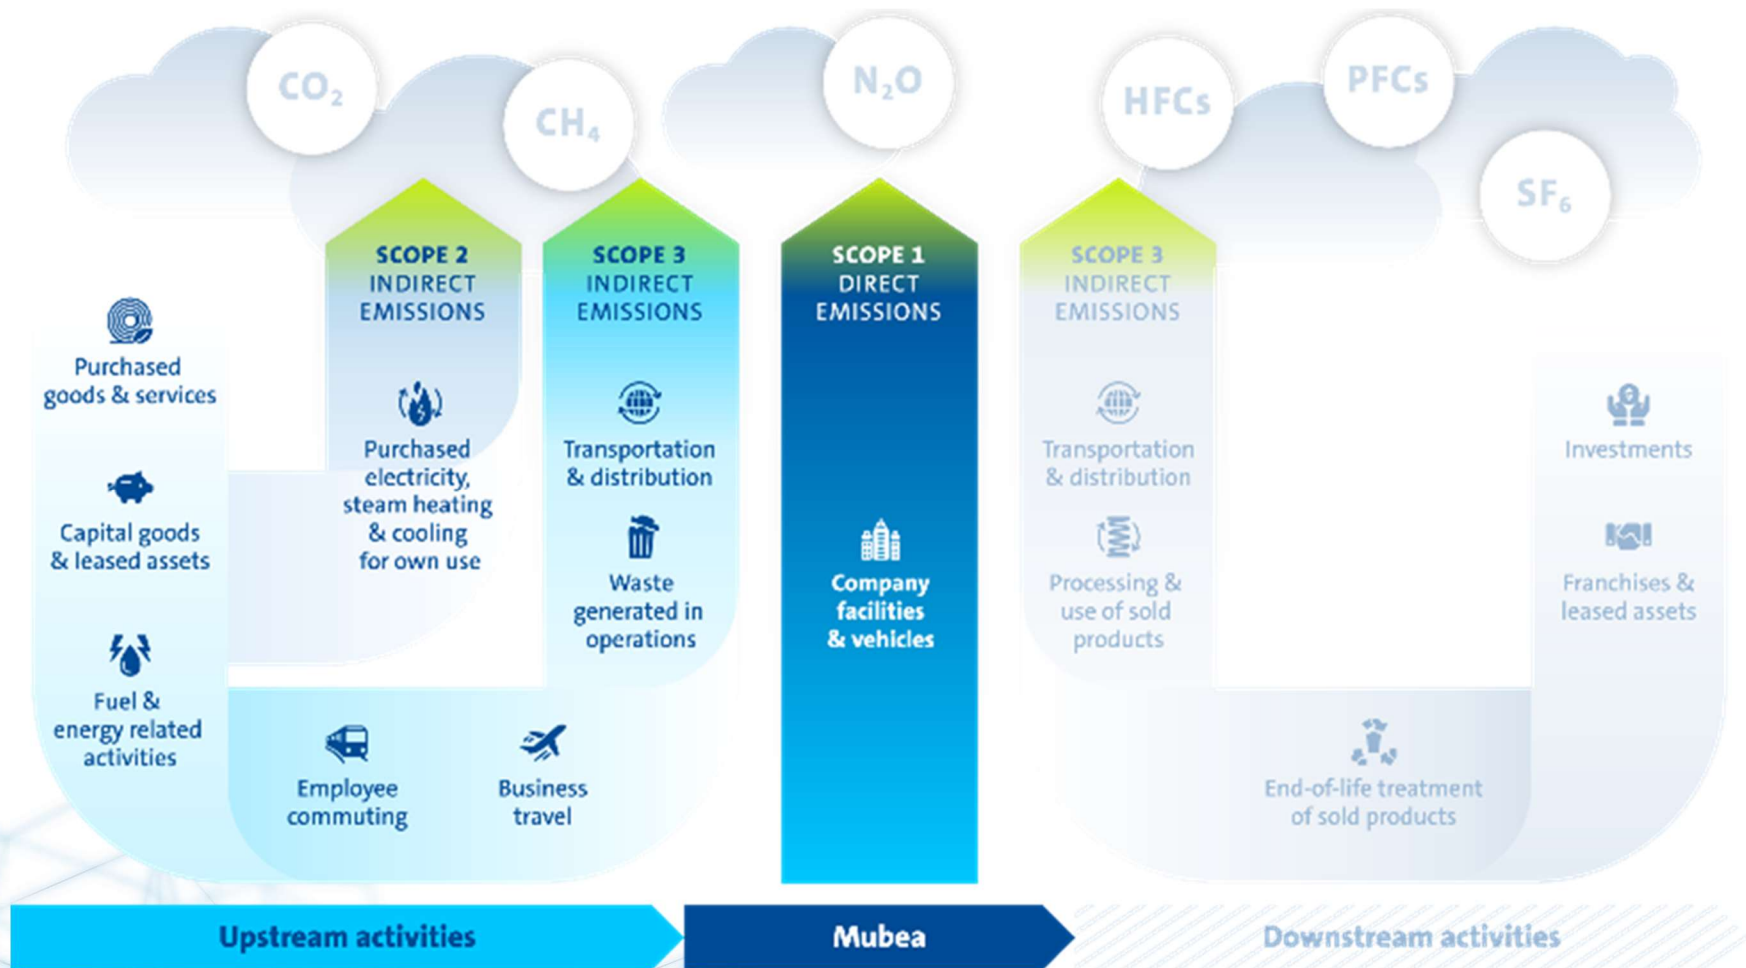 CO₂
CH₄
N₂O
HFCs
PFCs
SF₆
SCOPE 2
INDIRECT
EMISSIONS
SCOPE 3
INDIRECT
EMISSIONS
SCOPE 1
DIRECT
EMISSIONS
SCOPE 3
INDIRECT
EMISSIONS
Purchased
goods & services
Capital goods
& leased assets
Fuel &
energy related
activities
Purchased
electricity,
steam heating
& cooling
for own use
Transportation
& distribution
Waste
generated in
operations
Employee
commuting
Business
travel
Company
facilities
& vehicles
Transportation
& distribution
Processing &
use of sold
products
End-of-life treatment
of sold products
Investments
Franchises &
leased assets
Upstream activities
Mubea
Downstream activities